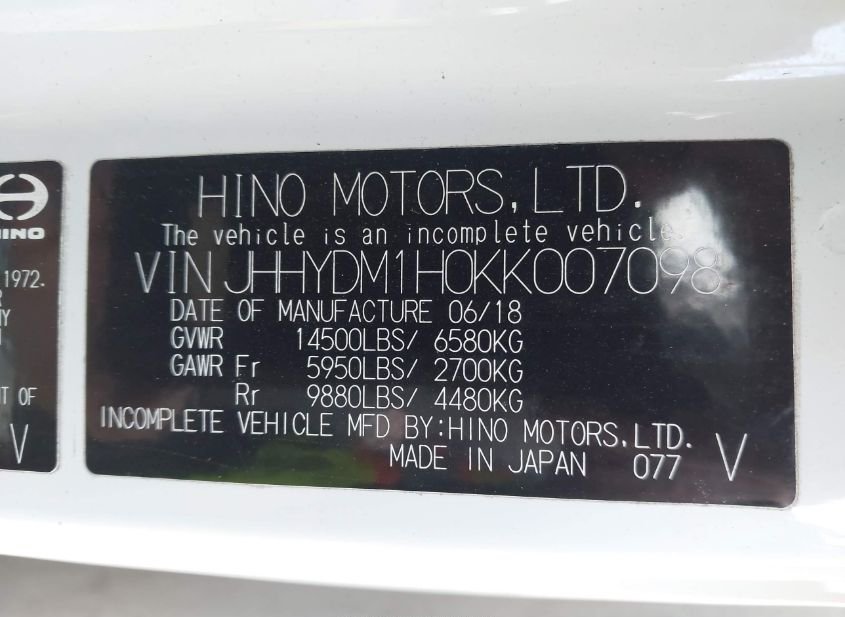 HINO
1972.
OF
V
HINO MOTORS,LTD.
The vehicle is an incomplete vehicle
VIN JHHYDM1H0KK007098
DATE OF MANUFACTURE 06/18
GVWR 14500LBS/ 6580KG
GAWR Fr 5950LBS/ 2700KG
Rr 9880LBS/ 4480KG
INCOMPLETE VEHICLE MFD BY:HINO MOTORS,LTD.
MADE IN JAPAN 077 V